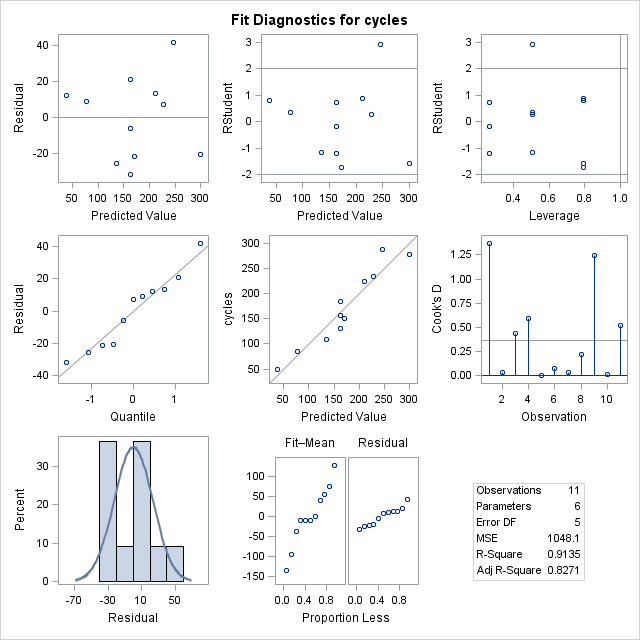 Fit Diagnostics for cycles
Residual
40
20
0
-20
50 100 150 200 250 300
Predicted Value
RStudent
3
2
1
0
-1
-2
50 100 150 200 250 300
Predicted Value
RStudent
3
2
1
0
-1
-2
0.4 0.6 0.8 1.0
Leverage
Residual
40
20
0
-20
-40
-1 0 1
Quantile
cycles
300
250
200
150
100
50
50 100 150 200 250 300
Predicted Value
Cook's D
1.25
1.00
0.75
0.50
0.25
0.00
2 4 6 8 10
Observation
Percent
30
20
10
0
-70 -30 10 50
Residual
Fit–Mean
Residual
100
50
0
-50
-100
-150
0.0 0.4 0.8
0.0 0.4 0.8
Proportion Less
Observations 11
Parameters 6
Error DF 5
MSE 1048.1
R-Square 0.9135
Adj R-Square 0.8271